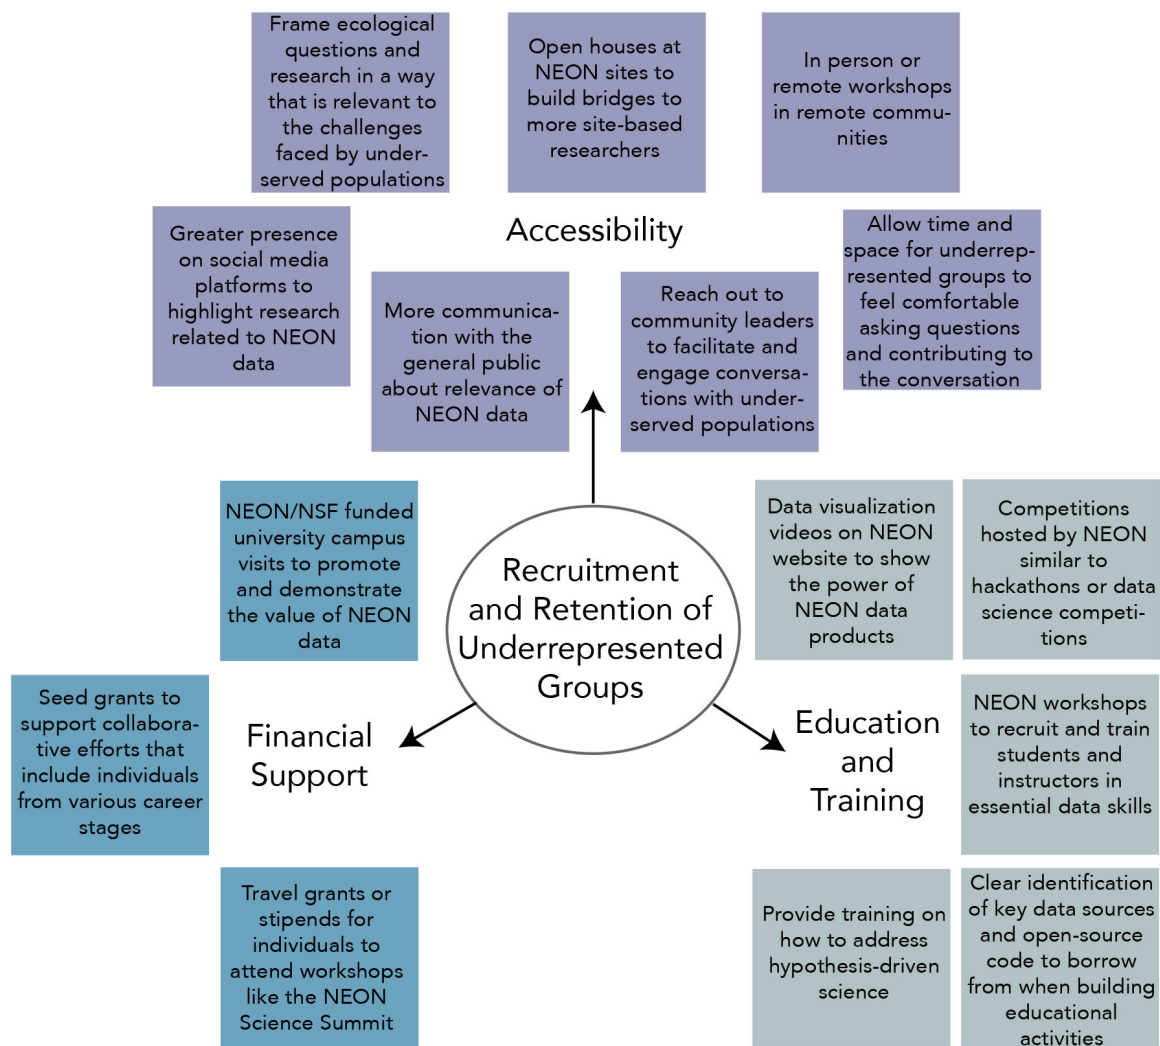 Frame ecological
questions and
research in a way
that is relevant to
the challenges
faced by under-
served populations
Open houses at
NEON sites to
build bridges to
more site-based
researchers
In person or
remote workshops
in remote commu-
nities
Accessibility
Greater presence
on social media
platforms to
highlight research
related to NEON
data
More communica-
tion with the
general public
about relevance of
NEON data
Reach out to
community leaders
to facilitate and
engage conversa-
tions with under-
served populations
Allow time and
space for underrep-
resented groups to
feel comfortable
asking questions
and contributing to
the conversation
NEON/NSF funded
university campus
visits to promote
and demonstrate
the value of NEON
data
Recruitment
and Retention of
Underrepresented
Groups
Data visualization
videos on NEON
website to show
the power of
NEON data
products
Competitions
hosted by NEON
similar to
hackathons or data
science competi-
tions
Seed grants to
support collabora-
tive efforts that
include individuals
from various career
stages
Financial
Support
Education
and
Training
NEON workshops
to recruit and train
students and
instructors in
essential data skills
Travel grants or
stipends for
individuals to
attend workshops
like the NEON
Science Summit
Provide training on
how to address
hypothesis-driven
science
Clear identification
of key data sources
and open-source
code to borrow
from when building
educational
activities